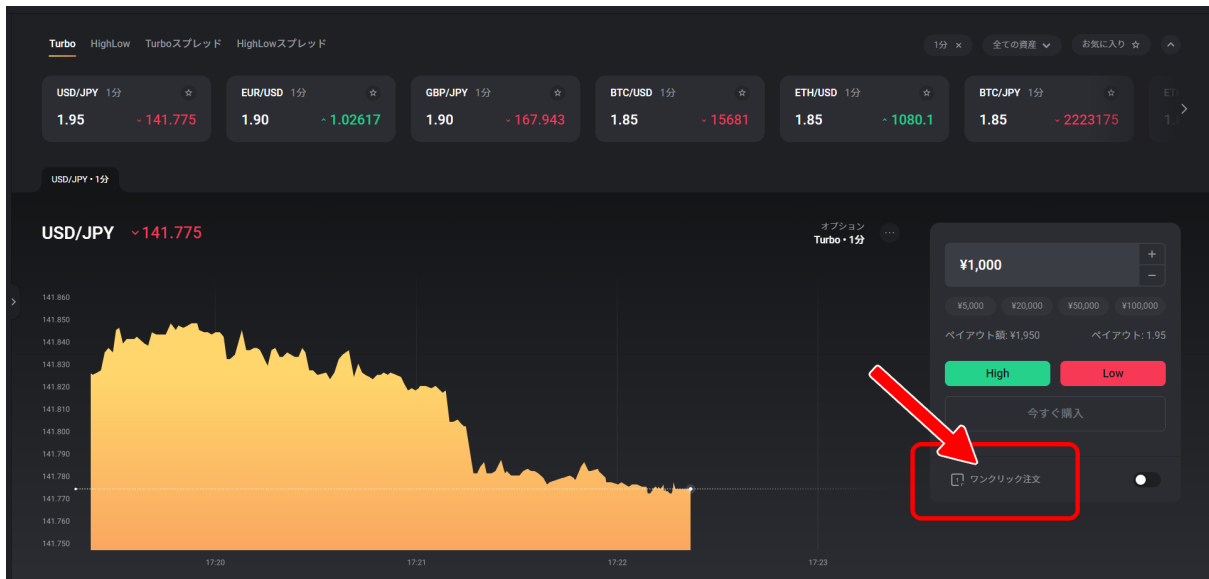 Turbo HighLow Turboスプレッド HighLowスプレッド
1分 × 全ての資産 お気に入り ☆
USD/JPY 1分 ☆
1.95 141.775
EUR/USD 1分 ☆
1.90 1.02617
GBP/JPY 1分 ☆
1.90 167.943
BTC/USD 1分 ☆
1.85 15681
ETH/USD 1分 ☆
1.85 1080.1
BTC/JPY 1分 ☆
1.85 2223175
USD/JPY • 1分
USD/JPY 141.775
オプション
Turbo • 1分 ...
141.860
141.850
141.840
141.830
141.820
141.810
141.800
141.790
141.780
141.770
141.760
141.750
17:20 17:21 17:22 17:23
¥1,000 + −
¥5,000 ¥20,000 ¥50,000 ¥100,000
ペイアウト額: ¥1,950 ペイアウト: 1.95
High Low
今すぐ購入
ワンクリック注文